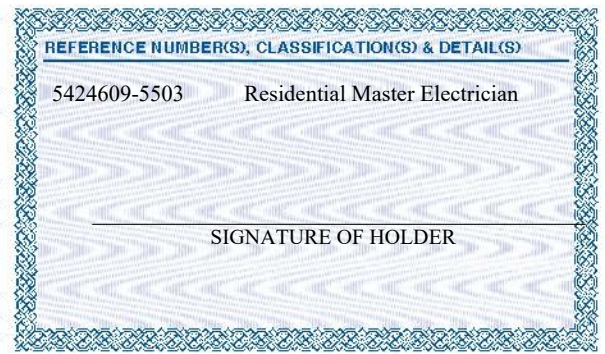 REFERENCE NUMBER(S), CLASSIFICATION(S) & DETAIL(S)
5424609-5503 Residential Master Electrician
SIGNATURE OF HOLDER